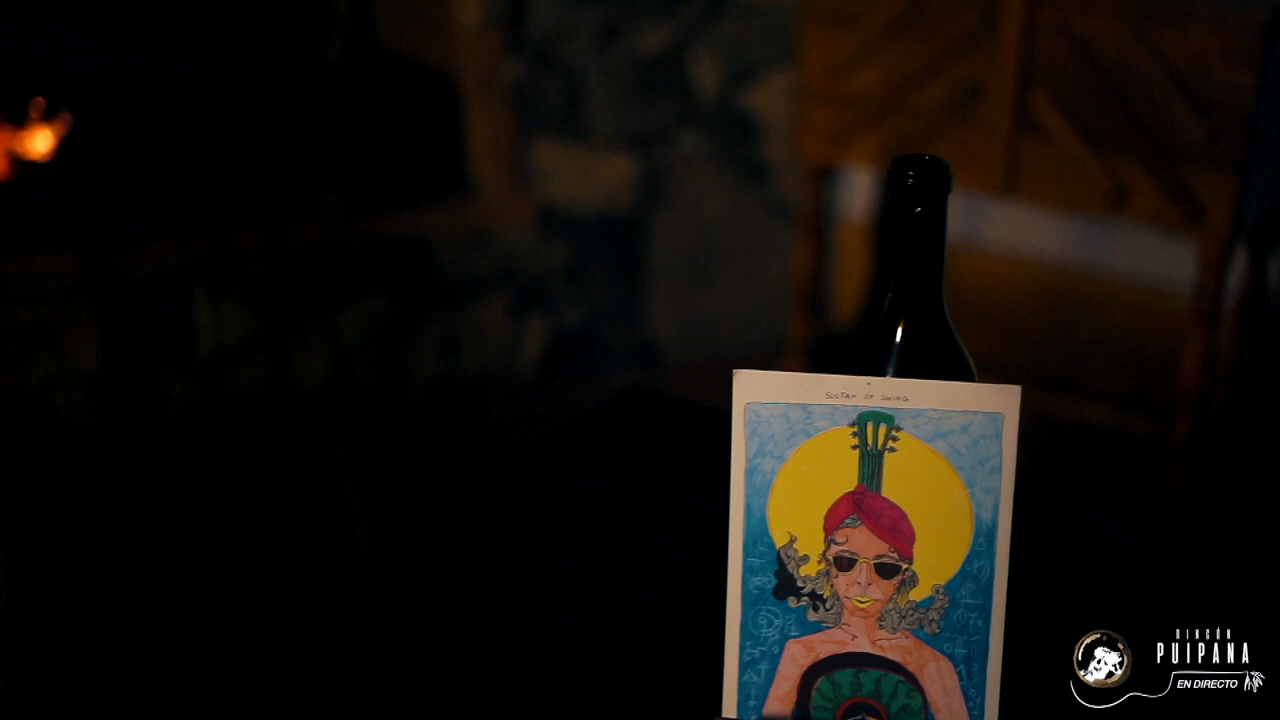 SULTAN OF SWING
RINCÓN
PUIPANA
EN DIRECTO